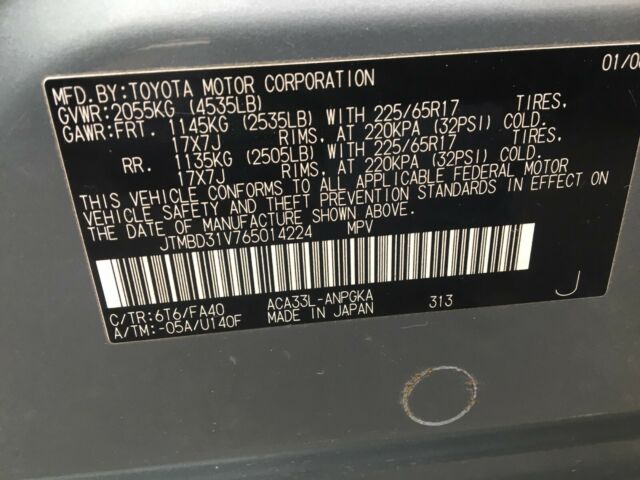 MFD.BY:TOYOTA MOTOR CORPORATION
GVWR:2055KG (4535LB)
GAWR:FRT. 1145KG (2535LB) WITH 225/65R17 TIRES,
17X7J RIMS, AT 220KPA (32PSI) COLD.
RR. 1135KG (2505LB) WITH 225/65R17 TIRES,
17X7J RIMS, AT 220KPA (32PSI) COLD.
THIS VEHICLE CONFORMS TO ALL APPLICABLE FEDERAL MOTOR
VEHICLE SAFETY AND THEFT PREVENTION STANDARDS IN EFFECT ON
THE DATE OF MANUFACTURE SHOWN ABOVE.
JTMBD31V765014224 MPV
C/TR:6T6/FA40 ACA33L-ANPGKA 313
A/TM:-05A/U140F MADE IN JAPAN
J